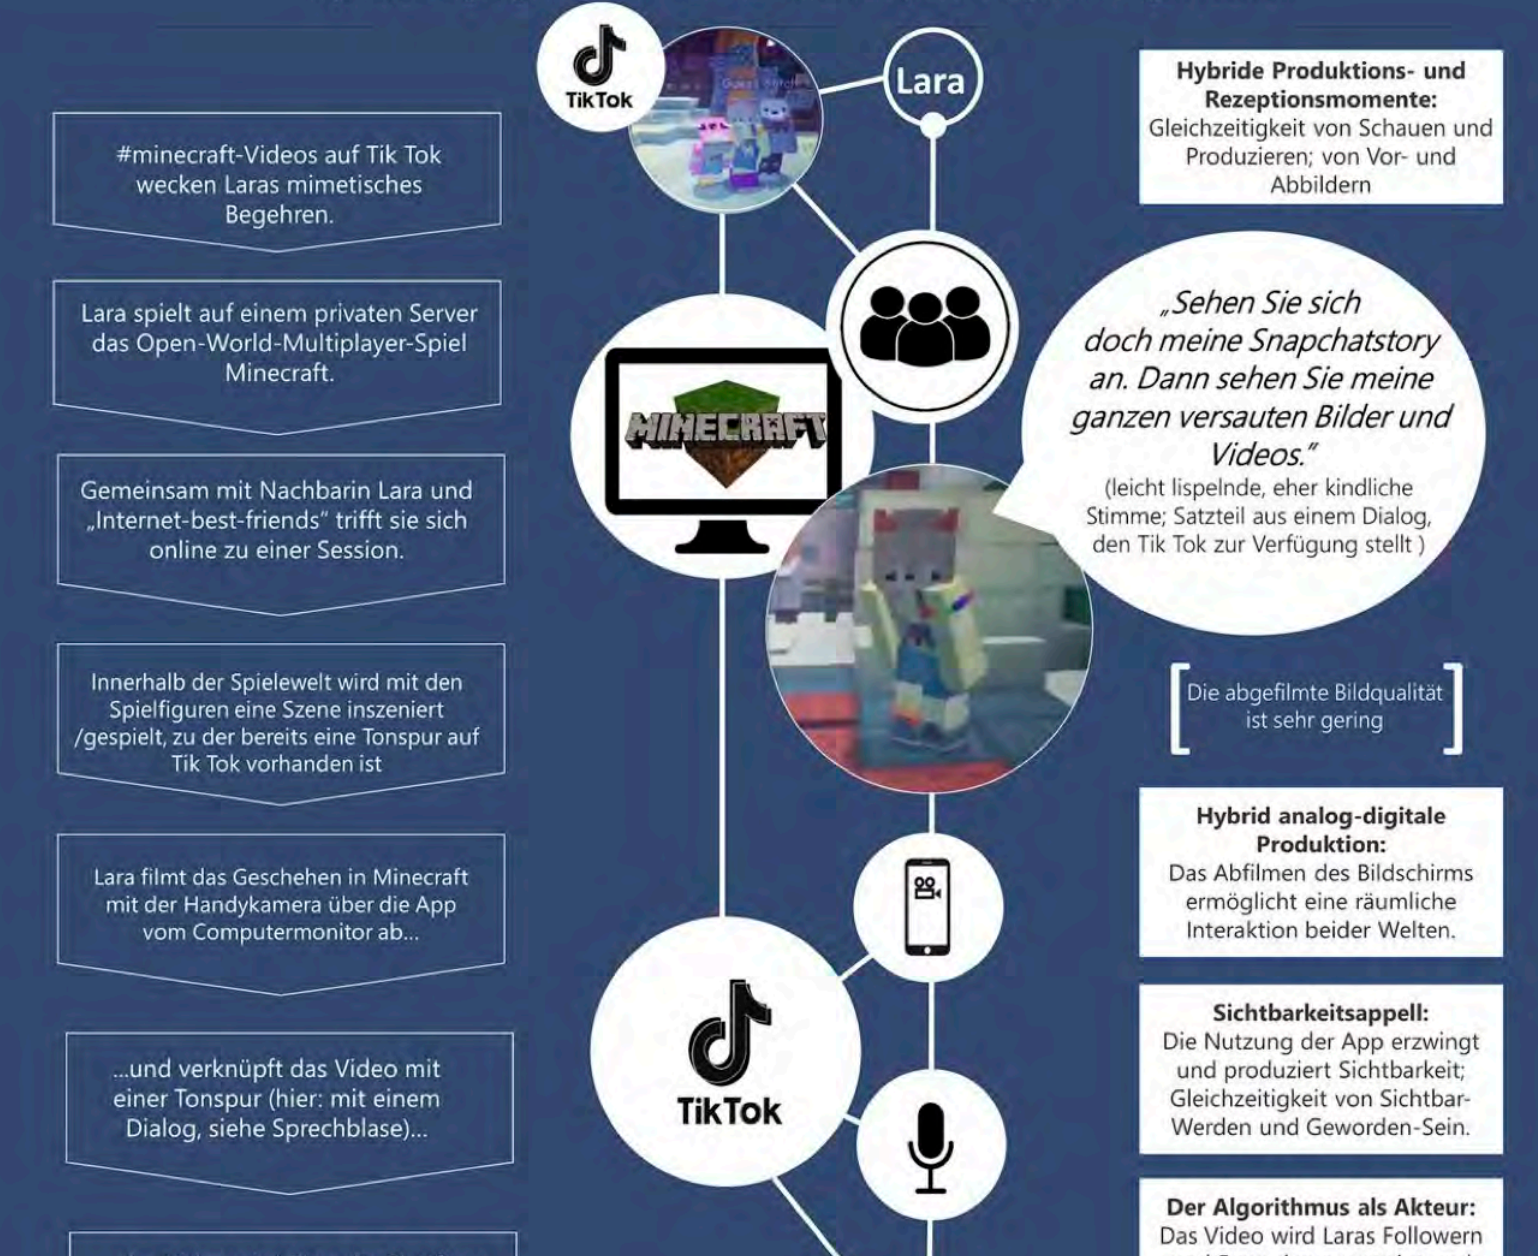 TikTok
Lara
#minecraft-Videos auf Tik Tok
wecken Laras mimetisches
Begehren.
Lara spielt auf einem privaten Server
das Open-World-Multiplayer-Spiel
Minecraft.
Gemeinsam mit Nachbarin Lara und
„Internet-best-friends“ trifft sie sich
online zu einer Session.
Innerhalb der Spielewelt wird mit den
Spielfiguren eine Szene inszeniert
/gespielt, zu der bereits eine Tonspur auf
Tik Tok vorhanden ist
Lara filmt das Geschehen in Minecraft
mit der Handykamera über die App
vom Computermonitor ab...
...und verknüpft das Video mit
einer Tonspur (hier: mit einem
Dialog, siehe Sprechblase)...
MINECRAFT
TikTok
Hybride Produktions- und
Rezeptionsmomente:
Gleichzeitigkeit von Schauen und
Produzieren; von Vor- und
Abbildern
„Sehen Sie sich
doch meine Snapchatstory
an. Dann sehen Sie meine
ganzen versauten Bilder und
Videos.“
(leicht lispelnde, eher kindliche
Stimme; Satzteil aus einem Dialog,
den Tik Tok zur Verfügung stellt )
Die abgefilmte Bildqualität
ist sehr gering
Hybrid analog-digitale
Produktion:
Das Abfilmen des Bildschirms
ermöglicht eine räumliche
Interaktion beider Welten.
Sichtbarkeitsappell:
Die Nutzung der App erzwingt
und produziert Sichtbarkeit;
Gleichzeitigkeit von Sichtbar-
Werden und Geworden-Sein.
Der Algorithmus als Akteur:
Das Video wird Laras Followern